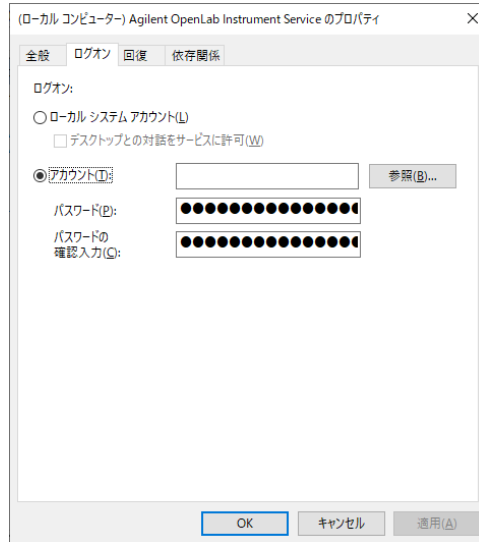 (ローカル コンピューター) Agilent OpenLab Instrument Service のプロパティ
全般 ログオン 回復 依存関係
ログオン:
ローカル システム アカウント(L)
デスクトップとの対話をサービスに許可(W)
アカウント(T): 参照(B)...
パスワード(P): ●●●●●●●●●●●●●●●
パスワードの
確認入力(C): ●●●●●●●●●●●●●●●
OK キャンセル 適用(A)